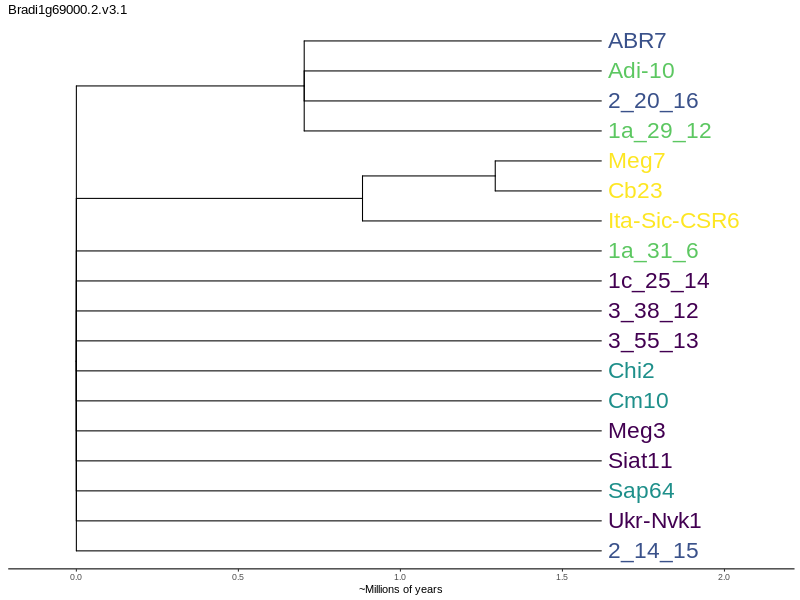 Bradi1g69000.2.v3.1
ABR7
Adi-10
2_20_16
1a_29_12
Meg7
Cb23
Ita-Sic-CSR6
1a_31_6
1c_25_14
3_38_12
3_55_13
Chi2
Cm10
Meg3
Siat11
Sap64
Ukr-Nvk1
2_14_15
0.0 0.5 1.0 1.5 2.0
~Millions of years